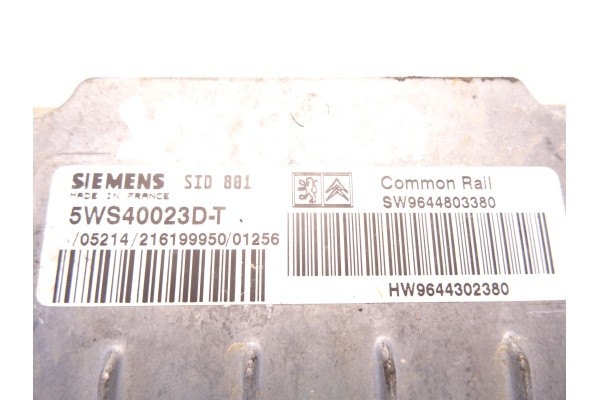 SIEMENS SID 801
MADE IN FRANCE
5WS40023D-T
/05214/216199950/01256
Common Rail
SW9644803380
HW9644302380